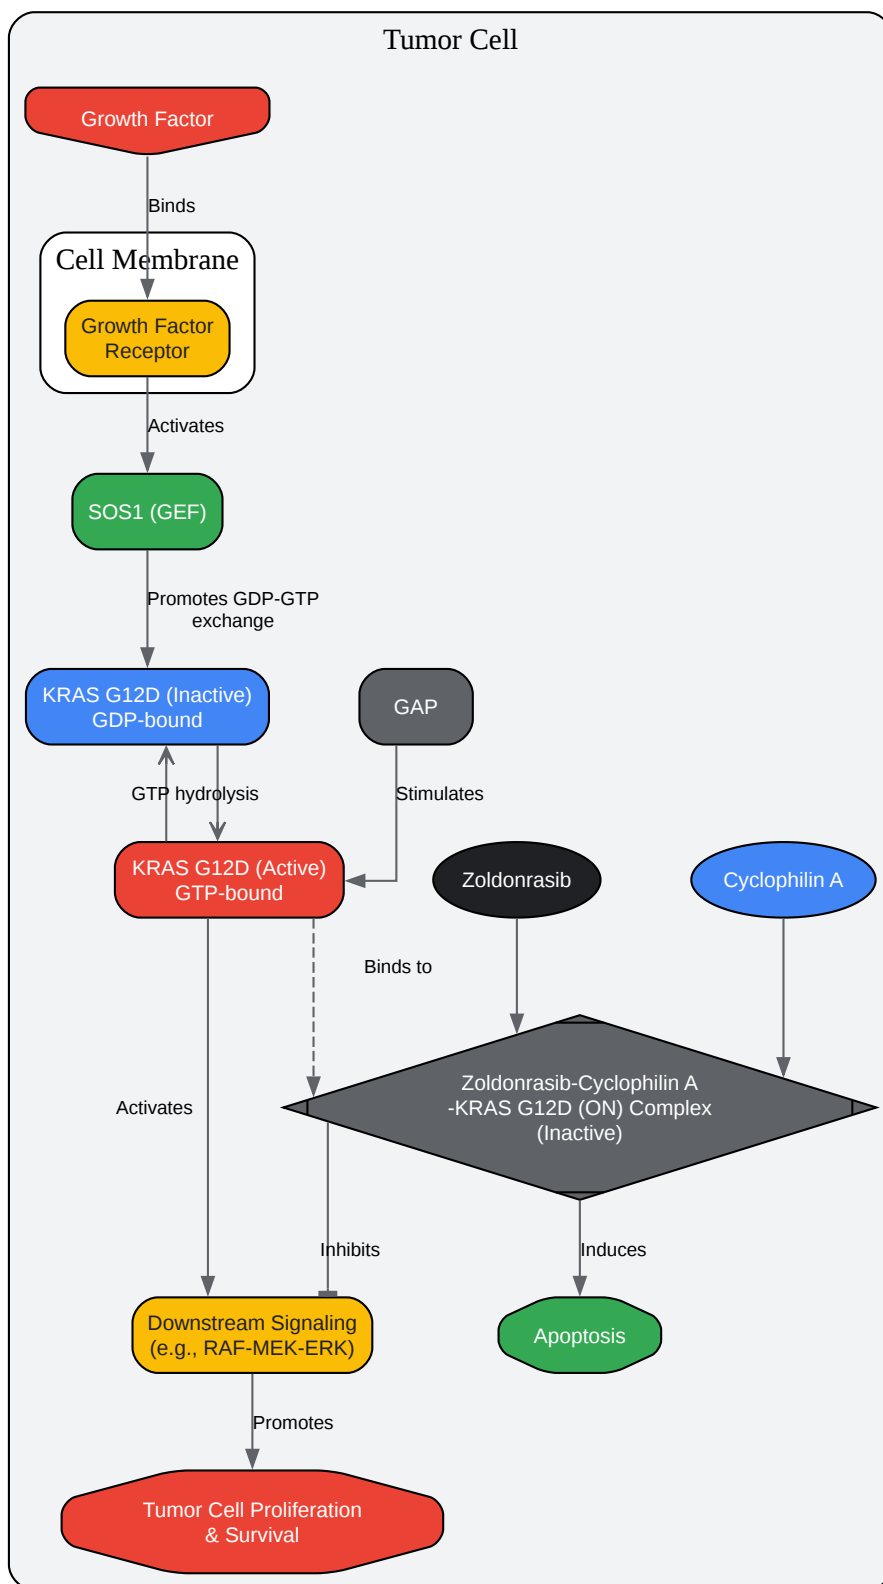 Tumor Cell
Growth Factor
Binds
Cell Membrane
Growth Factor
Receptor
Activates
SOS1 (GEF)
Promotes GDP-GTP
exchange
KRAS G12D (Inactive)
GDP-bound
GAP
GTP hydrolysis
Stimulates
KRAS G12D (Active)
GTP-bound
Zoldonrasib
Cyclophilin A
Binds to
Zoldonrasib-Cyclophilin A
-KRAS G12D (ON) Complex
(Inactive)
Activates
Inhibits
Induces
Downstream Signaling
(e.g., RAF-MEK-ERK)
Apoptosis
Promotes
Tumor Cell Proliferation
& Survival